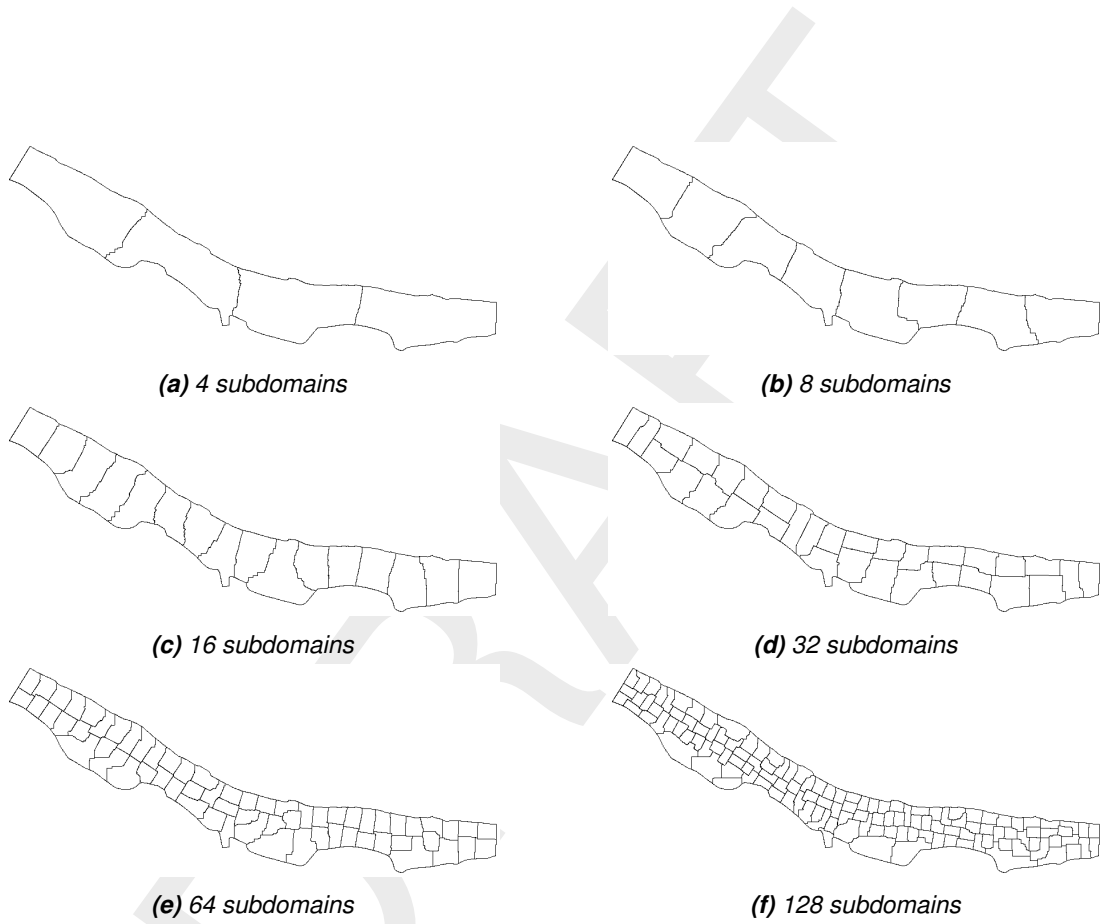 (a) 4 subdomains
(b) 8 subdomains
(c) 16 subdomains
(d) 32 subdomains
(e) 64 subdomains
(f) 128 subdomains